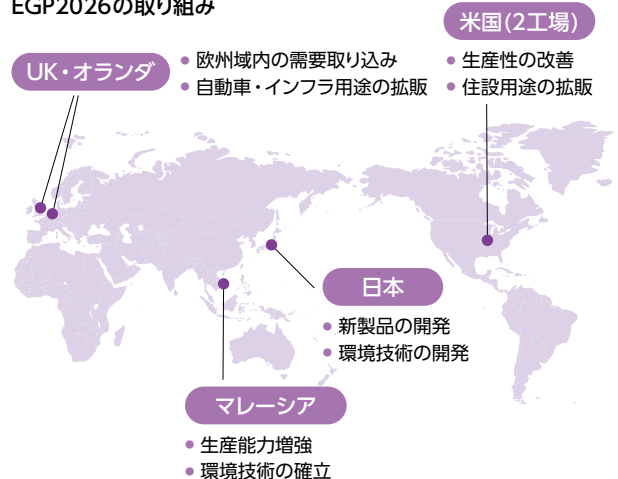 EGP2026の取り組み
米国(2工場)
• 生産性の改善
• 住設用途の拡販
UK・オランダ
• 欧州域内の需要取り込み
• 自動車・インフラ用途の拡販
日本
• 新製品の開発
• 環境技術の開発
マレーシア
• 生産能力増強
• 環境技術の確立